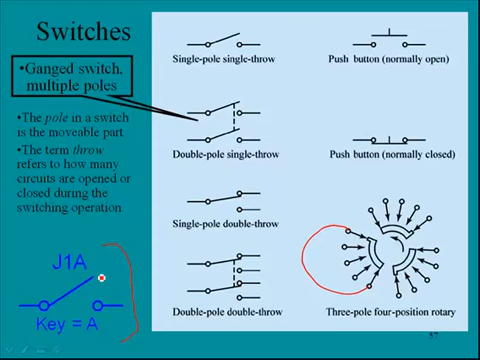 Switches
•Ganged switch,
multiple poles
•The pole in a switch
is the moveable part
•The term throw
refers to how many
circuits are opened or
closed during the
switching operation
J1A
Key = A
Single-pole single-throw
Push button (normally open)
Double-pole single-throw
Push button (normally closed)
Single-pole double-throw
Double-pole double-throw
Three-pole four-position rotary
57